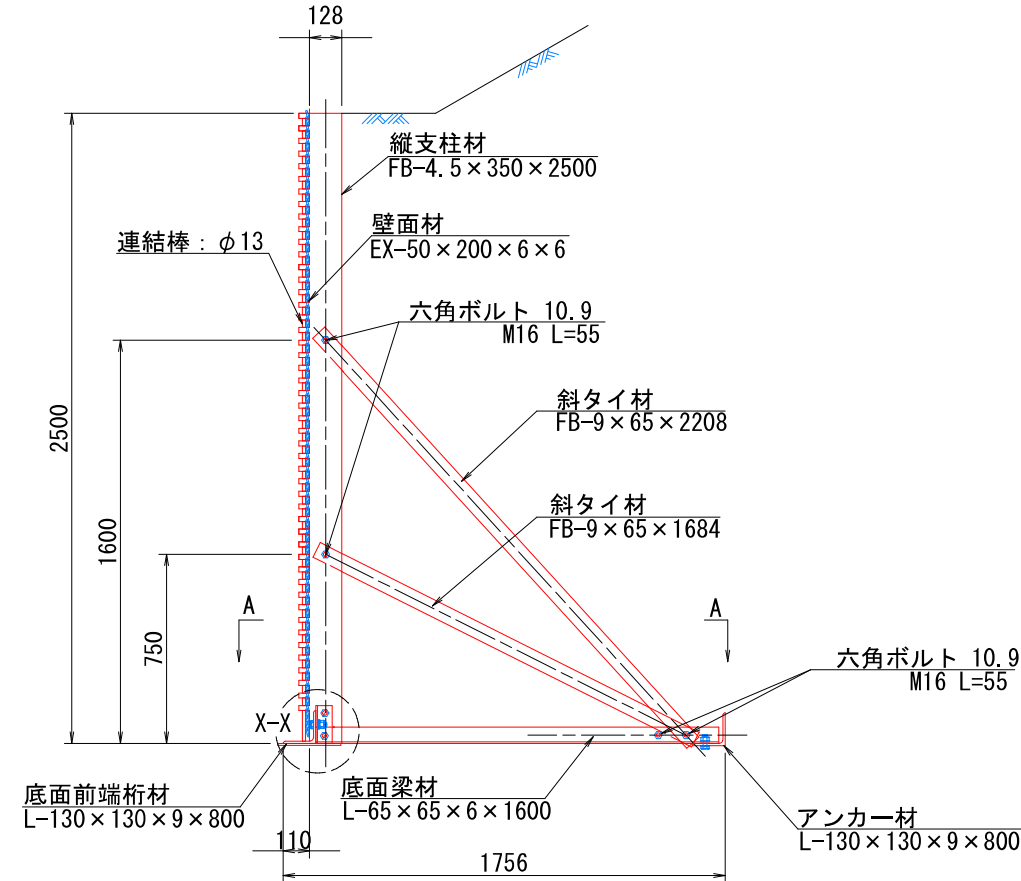 128
縦支柱材
FB-4.5×350×2500
壁面材
EX-50×200×6×6
連結棒：φ13
六角ボルト 10.9
M16 L=55
斜タイ材
FB-9×65×2208
2500
斜タイ材
FB-9×65×1684
1600
A
A
750
六角ボルト 10.9
M16 L=55
X-X
底面前端桁材
L-130×130×9×800
底面梁材
L-65×65×6×1600
アンカー材
L-130×130×9×800
110
1756